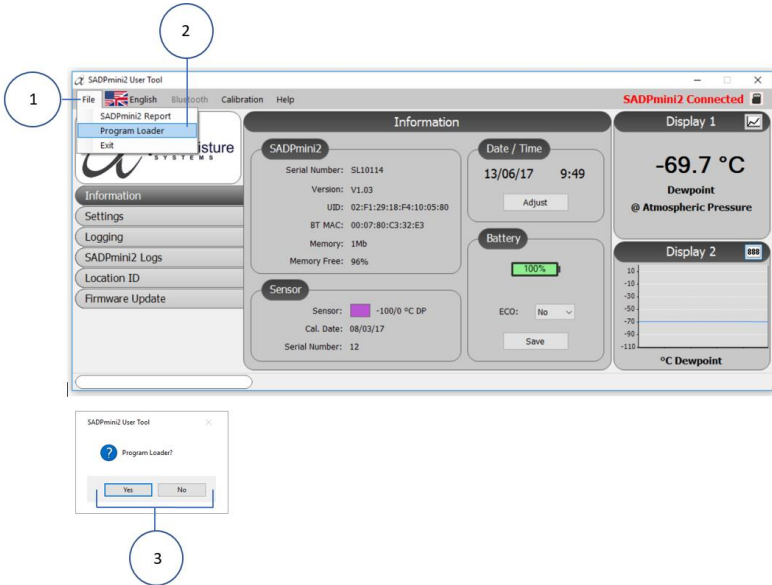 2
SADPmini2 User Tool
1
File English Bluetooth Calibration Help SADPmini2 Connected
SADPmini2 Report
Program Loader
Exit
isture
SYSTEMS
Information
Settings
Logging
SADPmini2 Logs
Location ID
Firmware Update
Information
SADPmini2
Serial Number: SL10114
Version: V1.03
UID: 02:F1:29:18:F4:10:05:80
BT MAC: 00:07:80:C3:32:E3
Memory: 1Mb
Memory Free: 96%
Sensor
Sensor: -100/0 °C DP
Cal. Date: 08/03/17
Serial Number: 12
Date / Time
13/06/17 9:49
Adjust
Battery
100%
ECO: No
Save
Display 1
-69.7 °C
Dewpoint
@ Atmospheric Pressure
Display 2 888
10
-10
-30
-50
-70
-90
-110
°C Dewpoint
SADPmini2 User Tool
? Program Loader?
Yes No
3